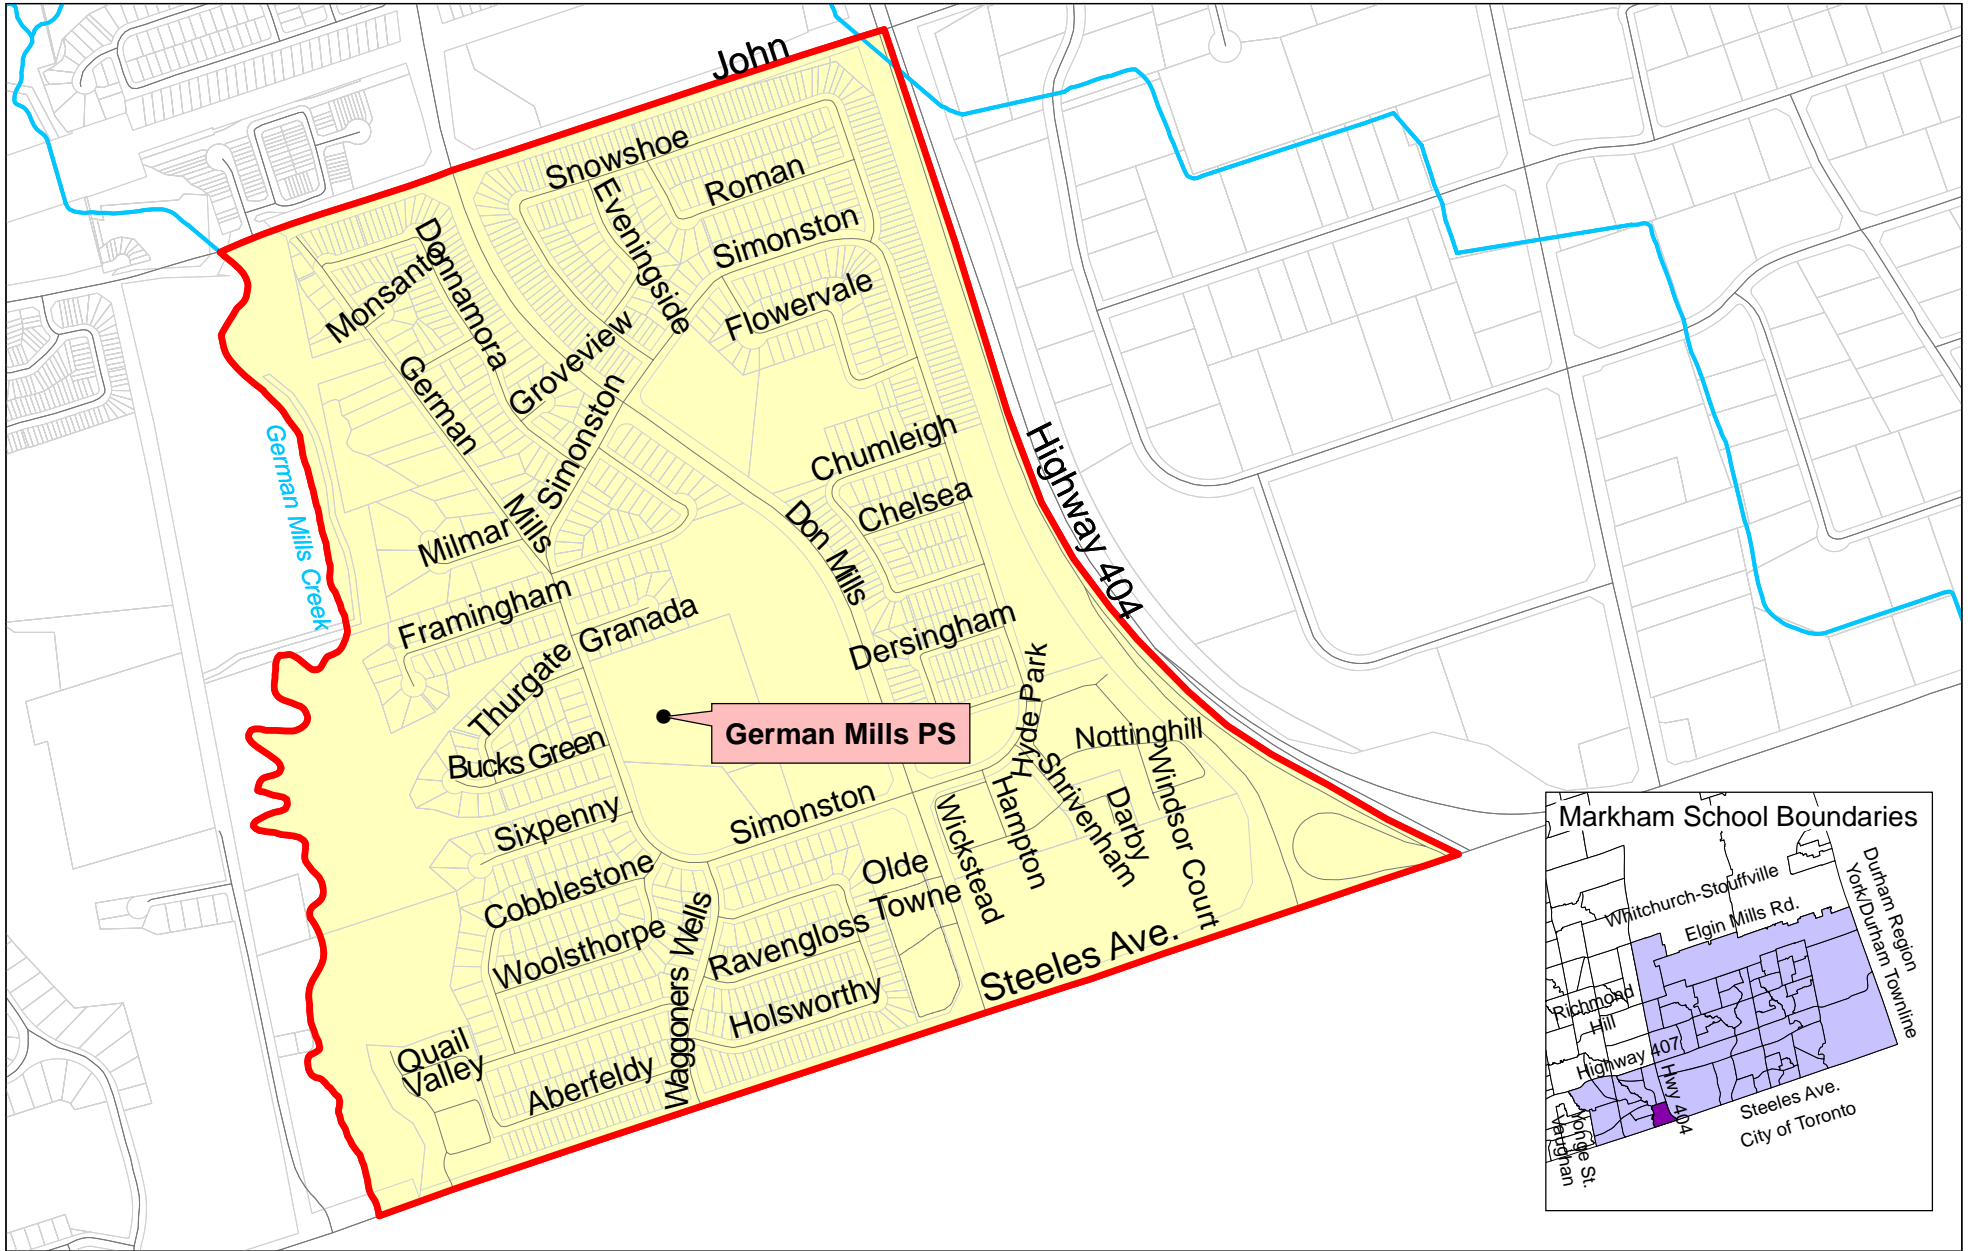 John
Snowshoe
Roman
Eveningside
Simonston
Donnamora
Monsanto
Flowervale
Groveview
German
Mills
Simonston
Chumleigh
Highway 404
German Mills Creek
Chelsea
Don Mills
Milmar
Framingham
Granada
Dersingham
Thurgate
Hyde Park
German Mills PS
Nottinghill
Bucks Green
Shrivenham
Windsor Court
Hampton
Darby
Sixpenny
Simonston
Wickstead
Olde
Towne
Cobblestone
Waggoners Wells
Ravengloss
Woolsthorpe
Steeles Ave.
Holsworthy
Quail
Valley
Aberfeldy
Markham School Boundaries
Whitchurch-Stouffville
Durham Region
York/Durham Townline
Elgin Mills Rd.
Richmond
Hill
Highway 407
Hwy 404
Steeles Ave.
City of Toronto
Yonge St.
Vaughan